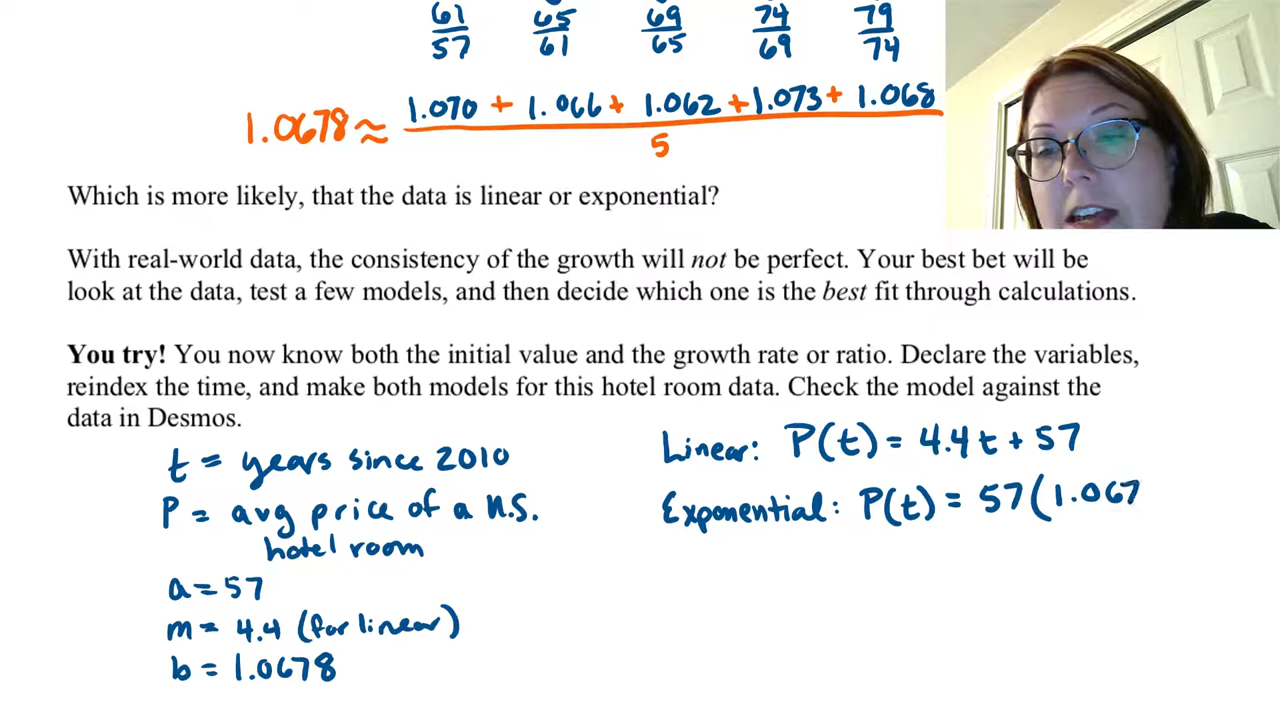 61/57 65/61 69/65 74/69 79/74
1.0678 ≈ (1.070 + 1.066 + 1.062 + 1.073 + 1.068)/5
Which is more likely, that the data is linear or exponential?
With real-world data, the consistency of the growth will not be perfect. Your best bet will be
look at the data, test a few models, and then decide which one is the best fit through calculations.
You try! You now know both the initial value and the growth rate or ratio. Declare the variables,
reindex the time, and make both models for this hotel room data. Check the model against the
data in Desmos.
t = years since 2010
P = avg price of a N.S.
hotel room
a = 57
m = 4.4 (for linear)
b = 1.0678
Linear: P(t) = 4.4t + 57
Exponential: P(t) = 57(1.067